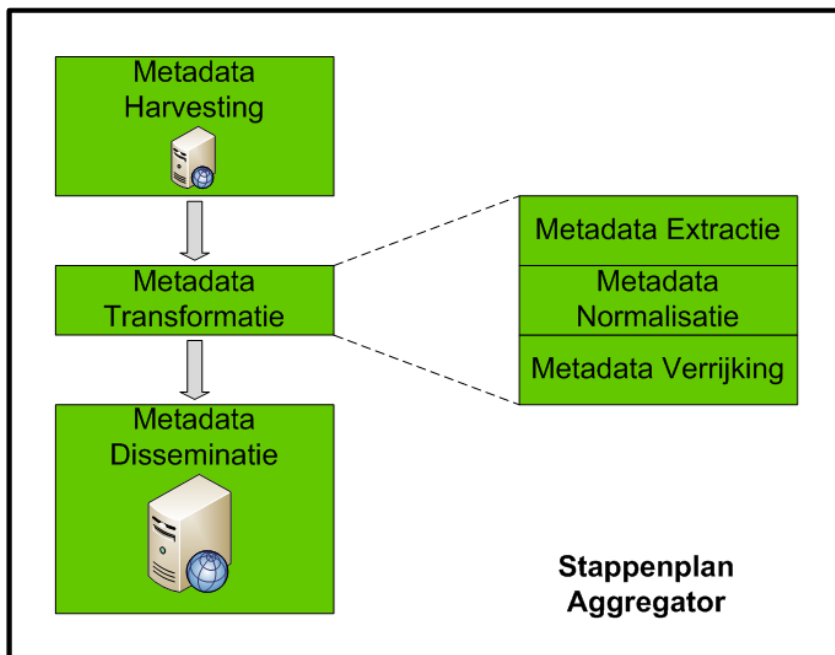 Metadata
Harvesting
Metadata
Transformatie
Metadata
Disseminatie
Metadata Extractie
Metadata
Normalisatie
Metadata Verrijking
Stappenplan
Aggregator